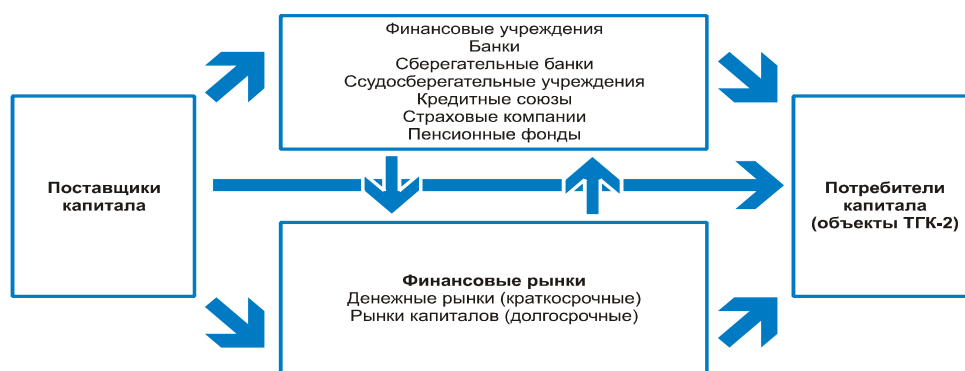 Финансовые учреждения
Банки
Сберегательные банки
Ссудосберегательные учреждения
Кредитные союзы
Страховые компании
Пенсионные фонды
Поставщики
капитала
Потребители
капитала
(объекты ТГК-2)
Финансовые рынки
Денежные рынки (краткосрочные)
Рынки капиталов (долгосрочные)